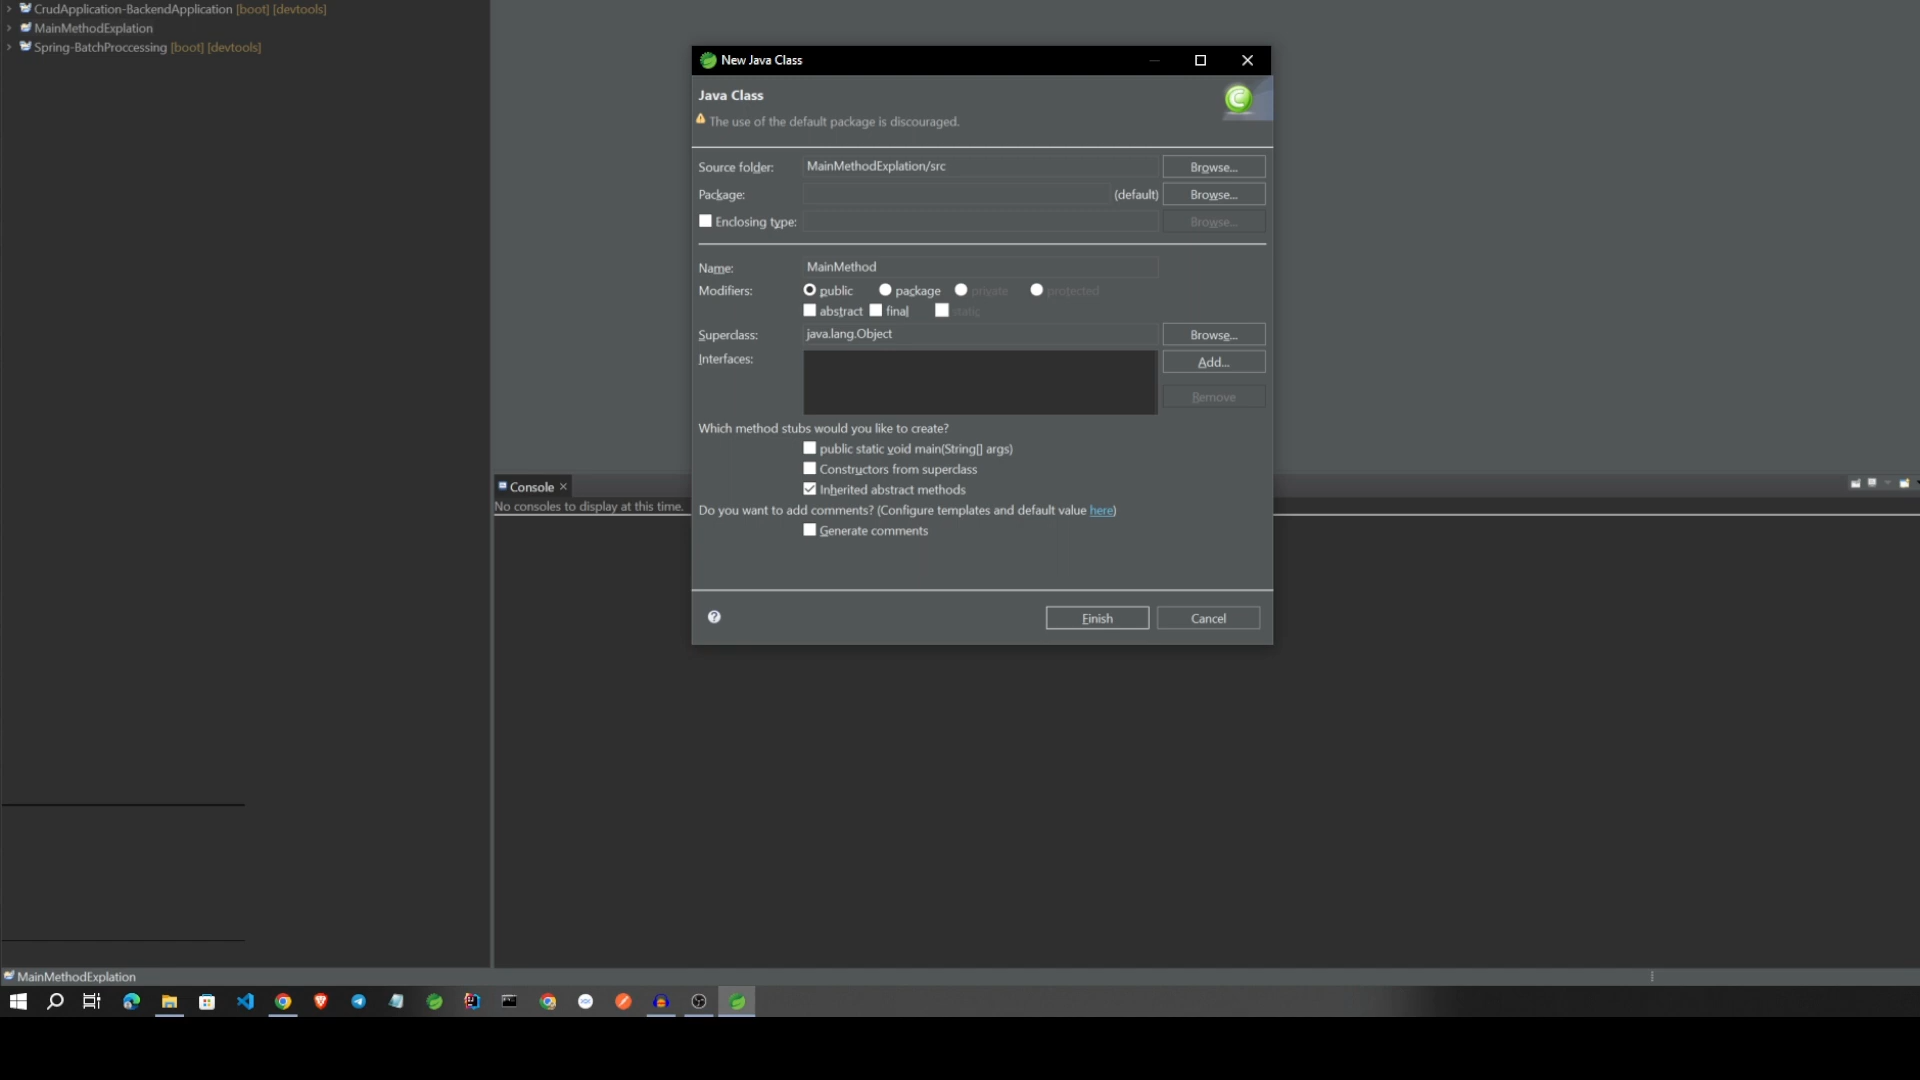 CrudApplication-BackendApplication [boot] [devtools]
MainMethodExplation
Spring-BatchProccessing [boot] [devtools]
New Java Class
Java Class
The use of the default package is discouraged.
Source folder: MainMethodExplation/src Browse...
Package: (default) Browse...
Enclosing type: Browse...
Name: MainMethod
Modifiers: public package private protected
abstract final static
Superclass: java.lang.Object Browse...
Interfaces: Add...
Remove
Which method stubs would you like to create?
public static void main(String[] args)
Constructors from superclass
Inherited abstract methods
Do you want to add comments? (Configure templates and default value here)
Generate comments
Finish Cancel
Console
No consoles to display at this time.
MainMethodExplation